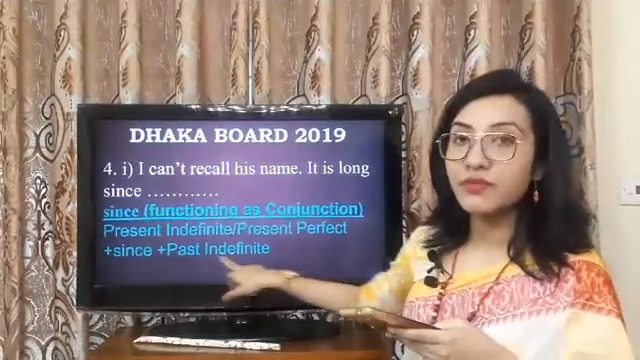 DHAKA BOARD 2019
4. i) I can't recall his name. It is long
since …………
since (functioning as Conjunction)
Present Indefinite/Present Perfect
+since +Past Indefinite